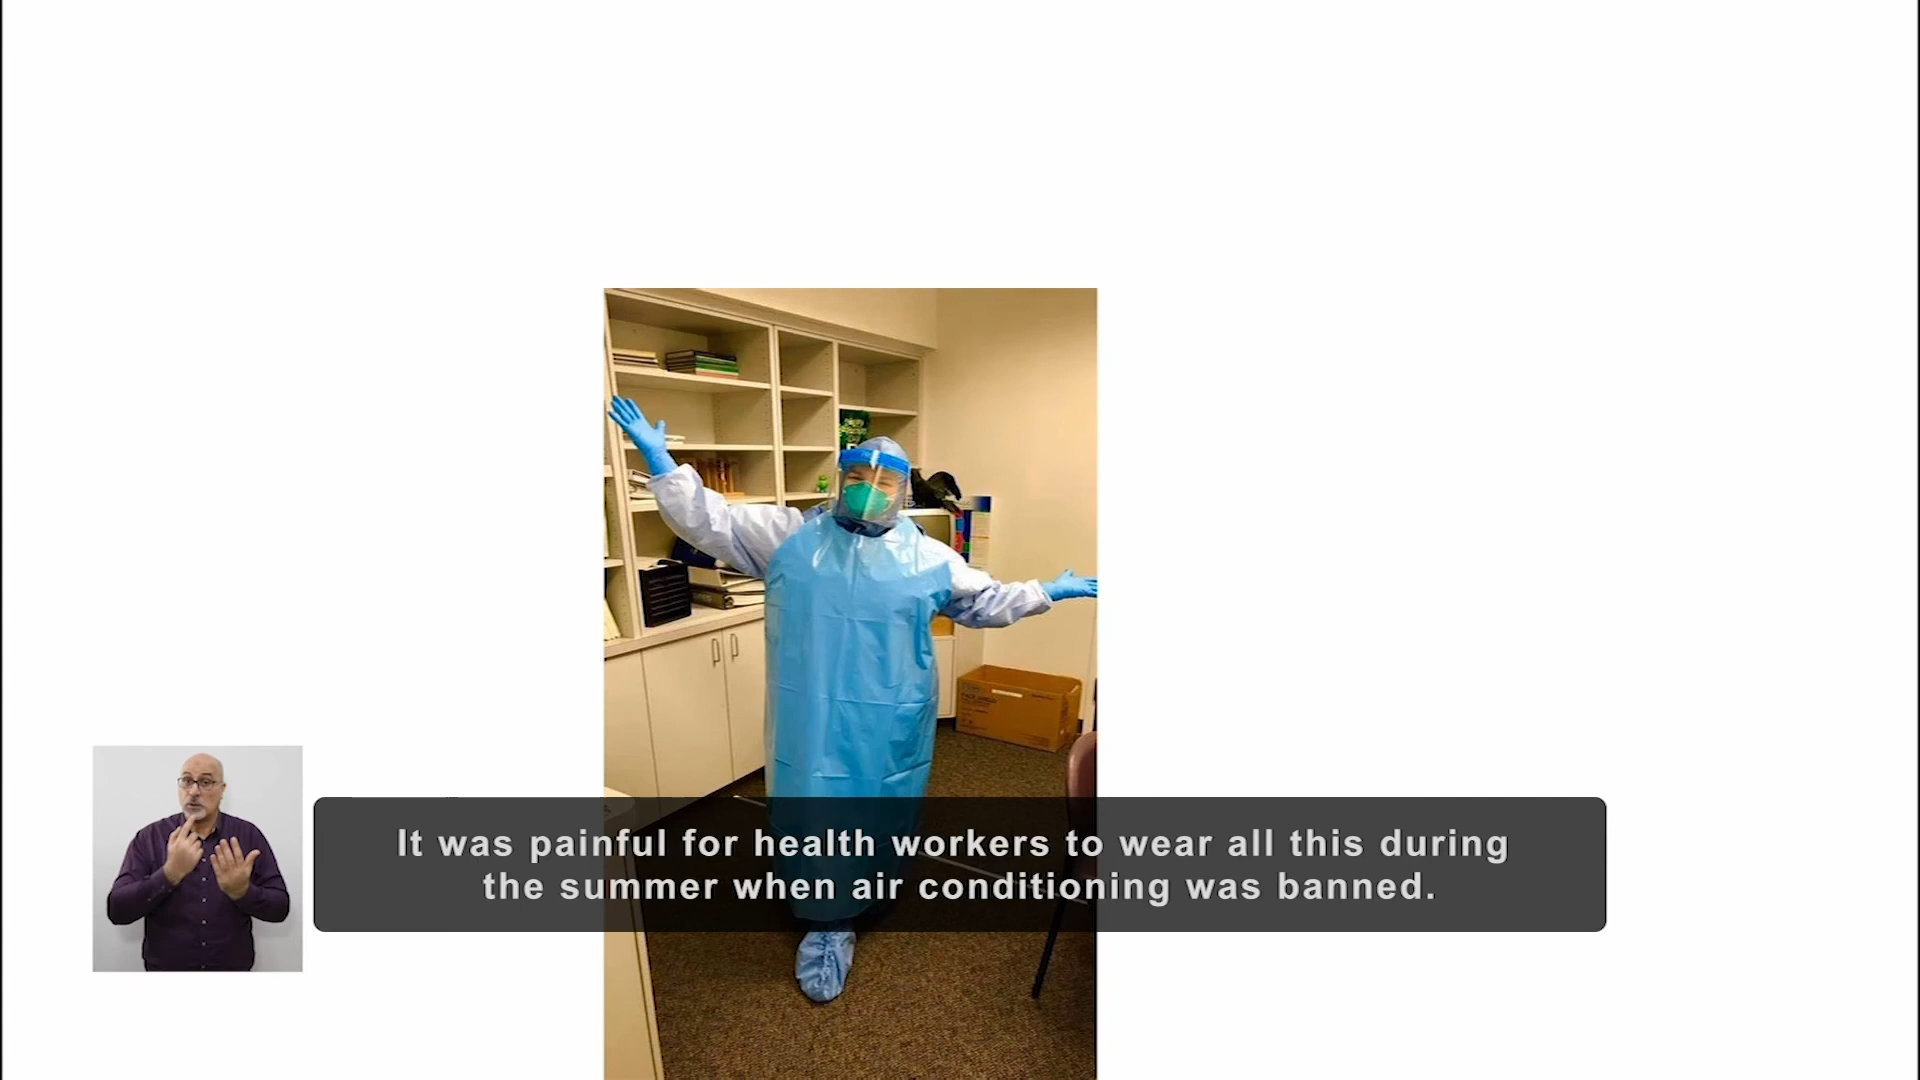 It was painful for health workers to wear all this during
the summer when air conditioning was banned.